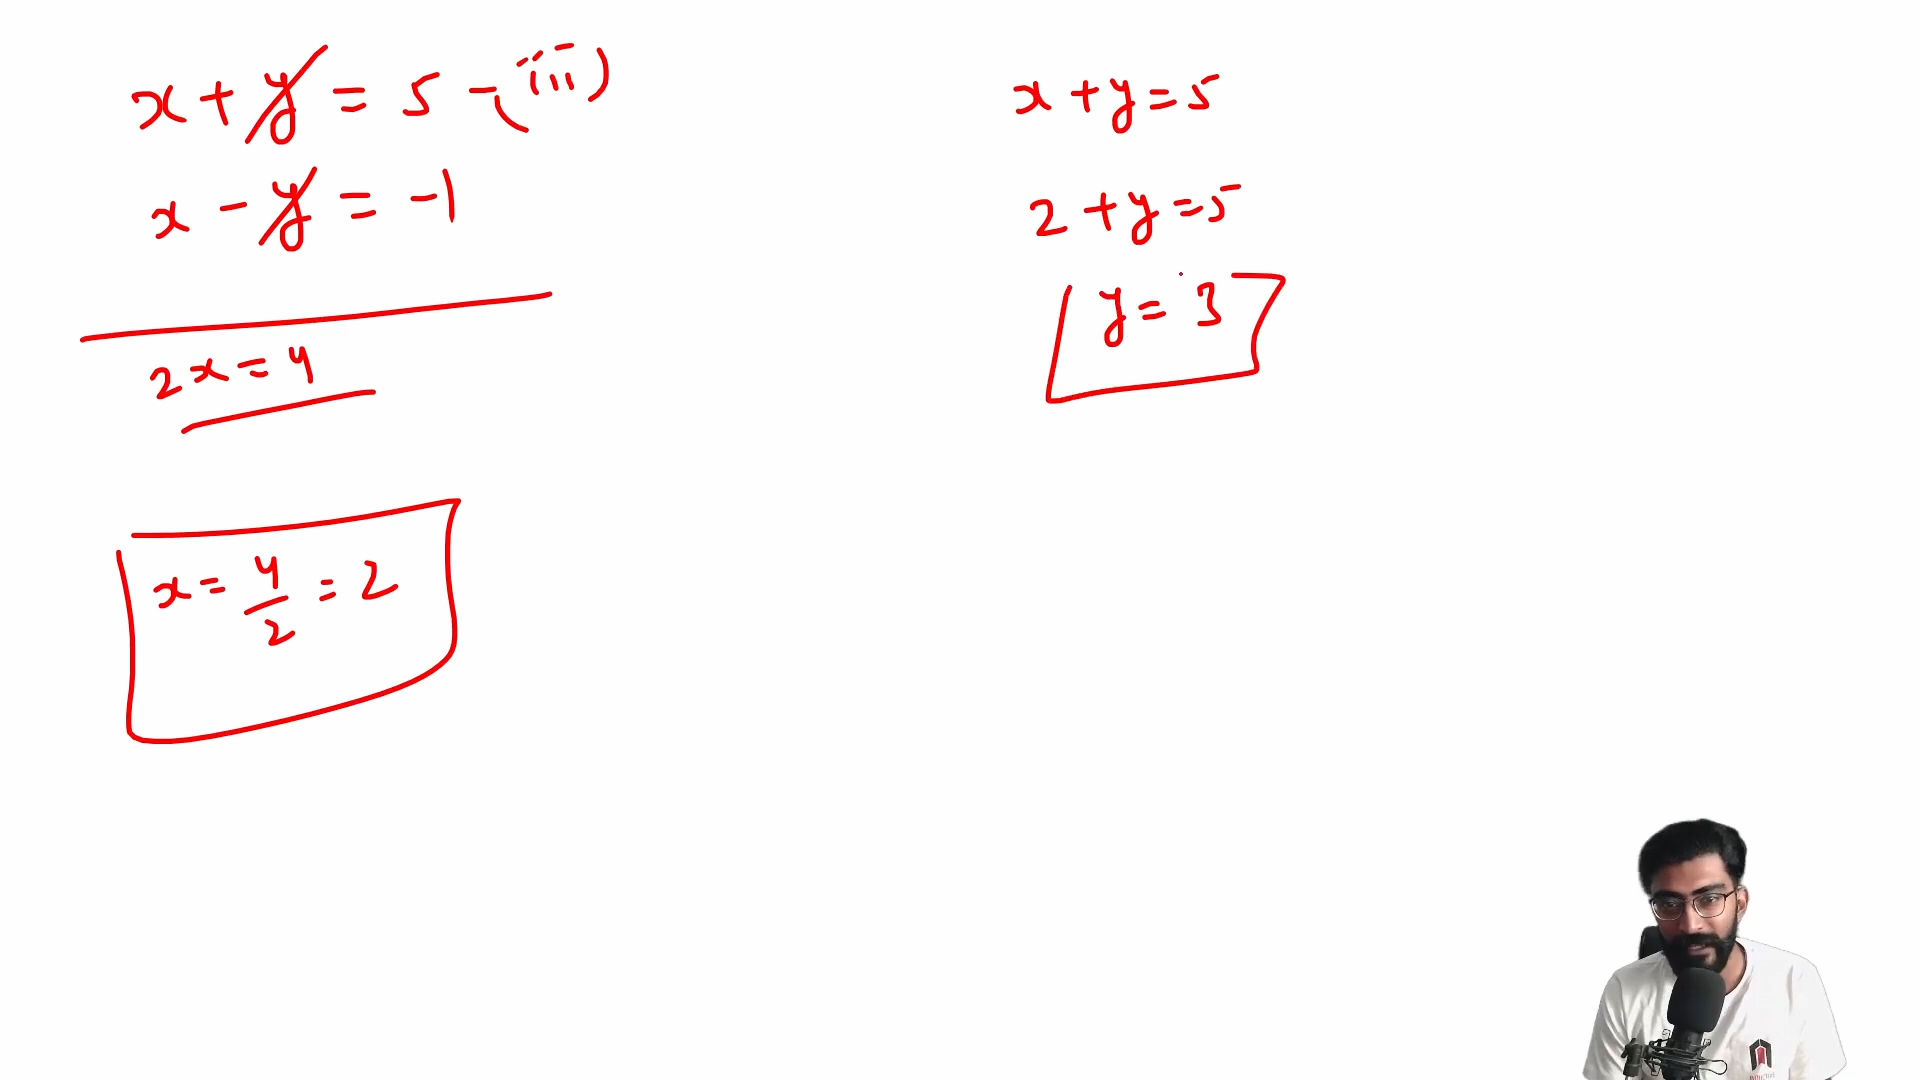 x + y = 5 - (iii)
x - y = -1
2x = 4
x = 4/2 = 2
x + y = 5
2 + y = 5
y = 3